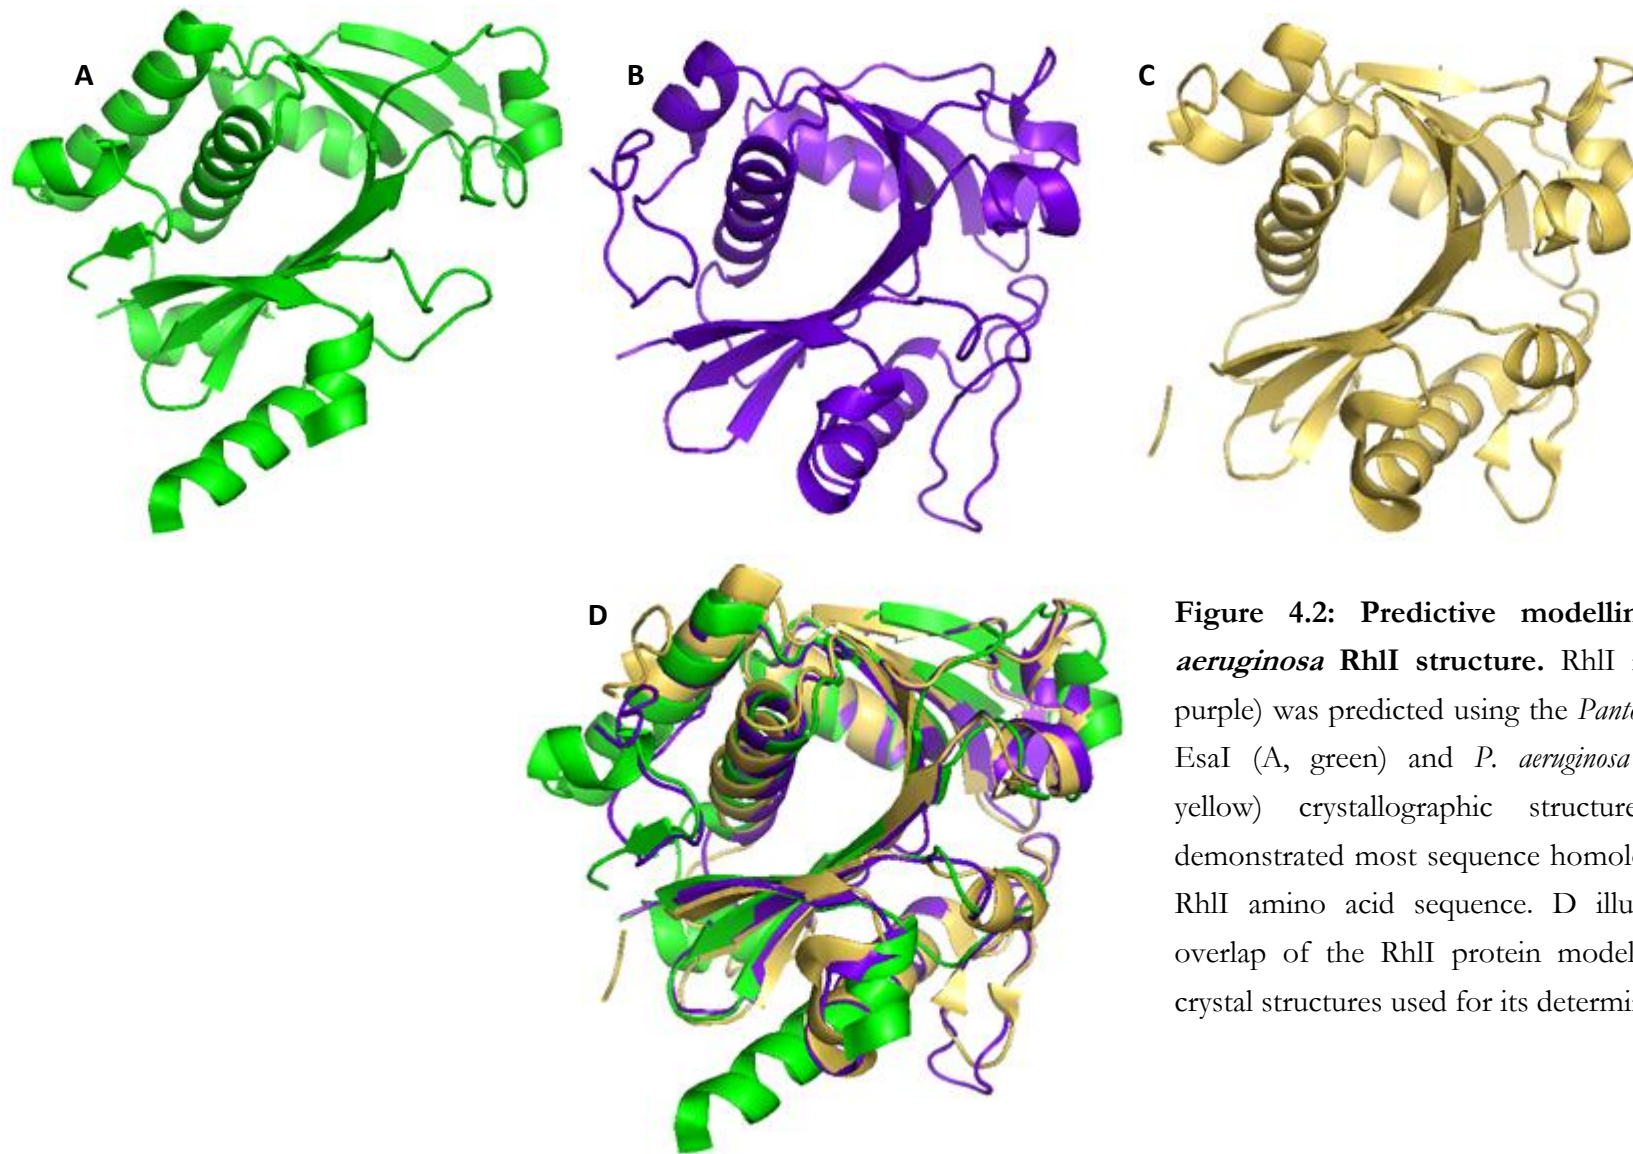 A
B
C
D
Figure 4.2: Predictive modellin
aeruginosa RhlI structure. RhlI
purple) was predicted using the Panto
EsaI (A, green) and P. aeruginosa
yellow) crystallographic structure
demonstrated most sequence homol
RhlI amino acid sequence. D illu
overlap of the RhlI protein model
crystal structures used for its determi